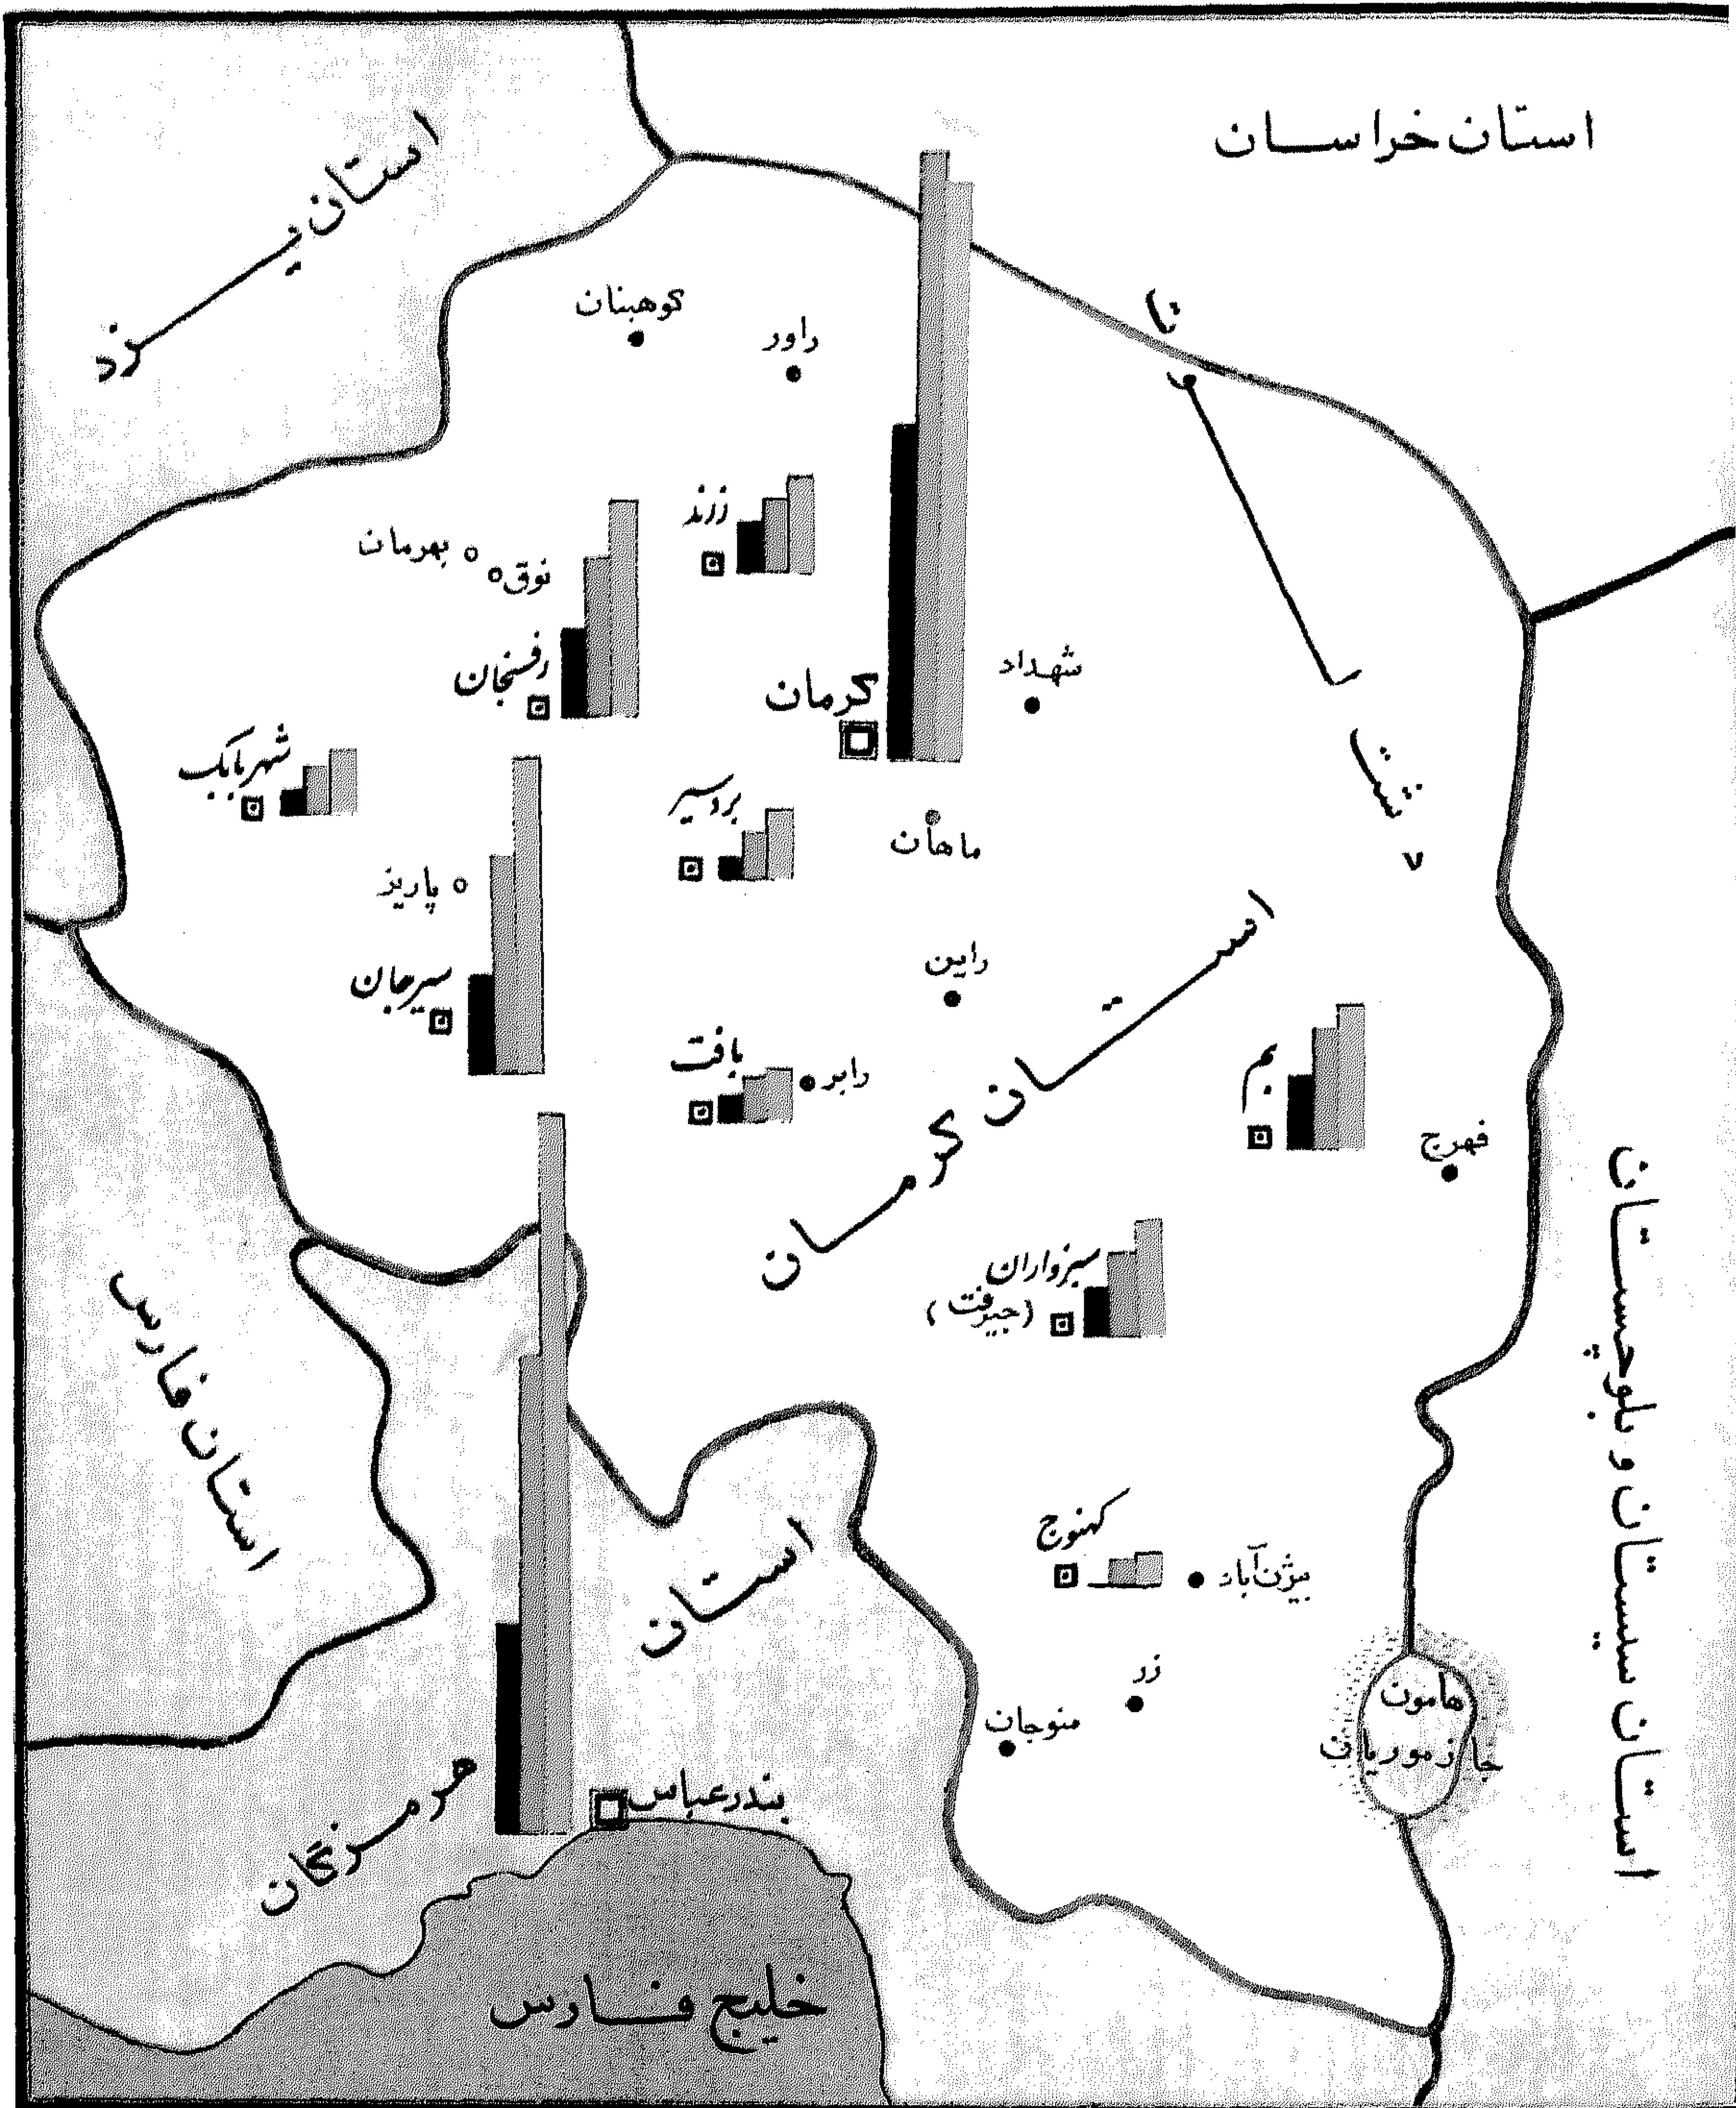 استان خراسان
استان یزد
کوهبنان
راور
زرند
بهرمان
نوق
رفسنجان
کرمان
شهداد
دشت لوت
شهربابک
بردسیر
ماهان
پاریز
سیرجان
راین
بافت
رابر
استان کرمان
بم
فهرج
سبزواران
(جیرفت)
استان فارس
استان سیستان و بلوچستان
کهنوج
بیژن‌آباد
زر
منوجان
هامون
جازموریان
استان
هرمزگان
بندرعباس
خلیج فارس